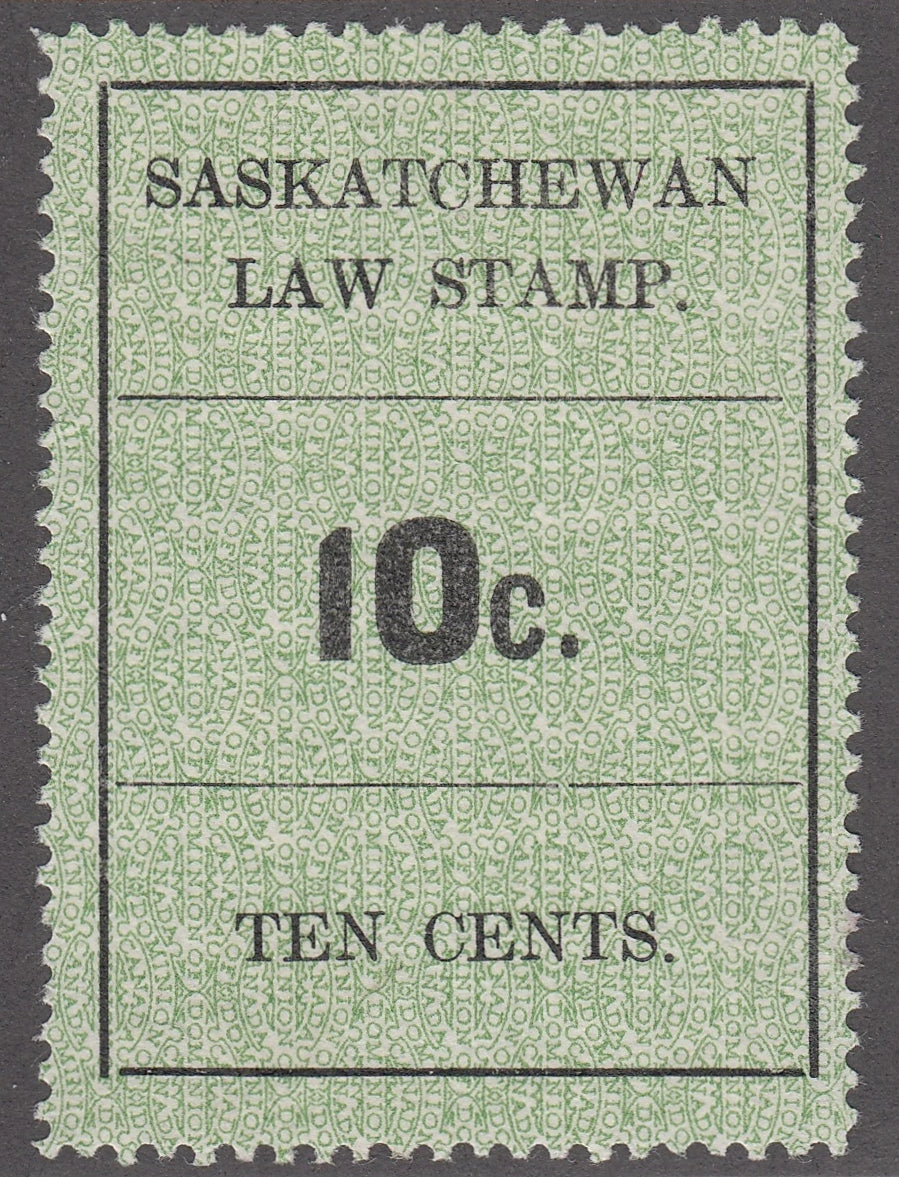 SASKATCHEWAN
LAW STAMP.
10c.
TEN CENTS.